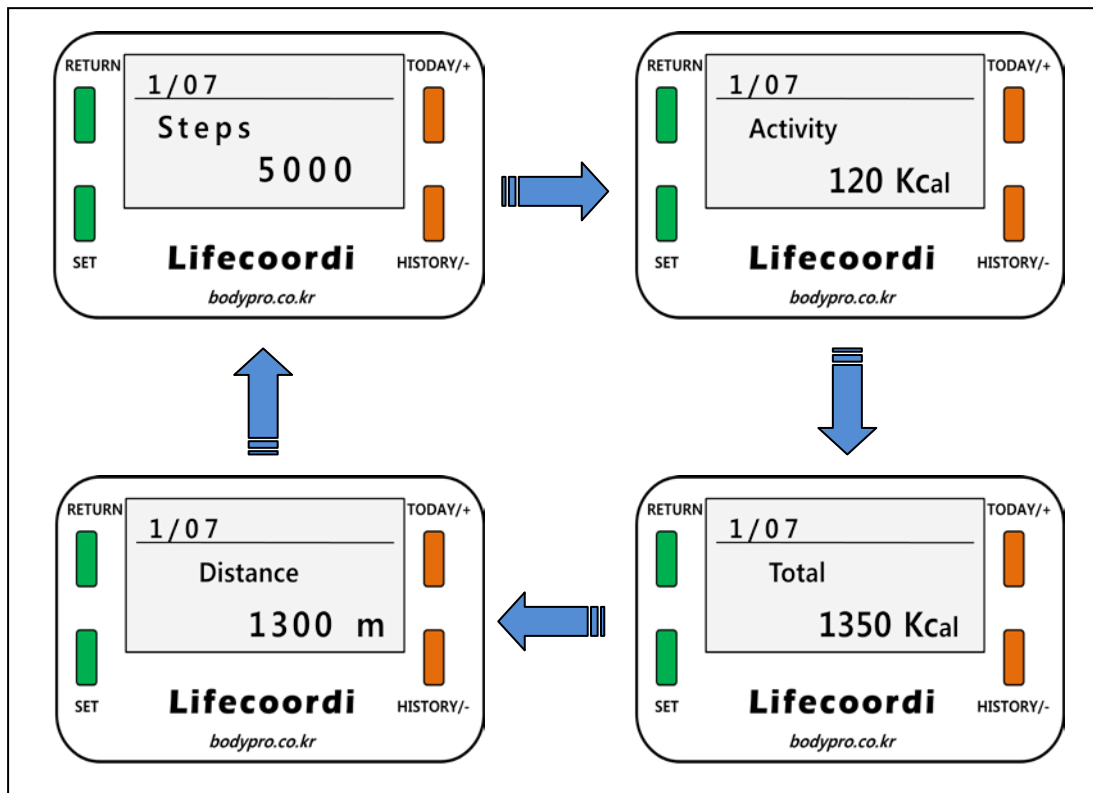 RETURN
1/07
TODAY/+
Steps
5000
SET
Lifecoordi
HISTORY/-
bodypro.co.kr
RETURN
1/07
TODAY/+
Activity
120 Kcal
SET
Lifecoordi
HISTORY/-
bodypro.co.kr
RETURN
1/07
TODAY/+
Distance
1300 m
SET
Lifecoordi
HISTORY/-
bodypro.co.kr
RETURN
1/07
TODAY/+
Total
1350 Kcal
SET
Lifecoordi
HISTORY/-
bodypro.co.kr